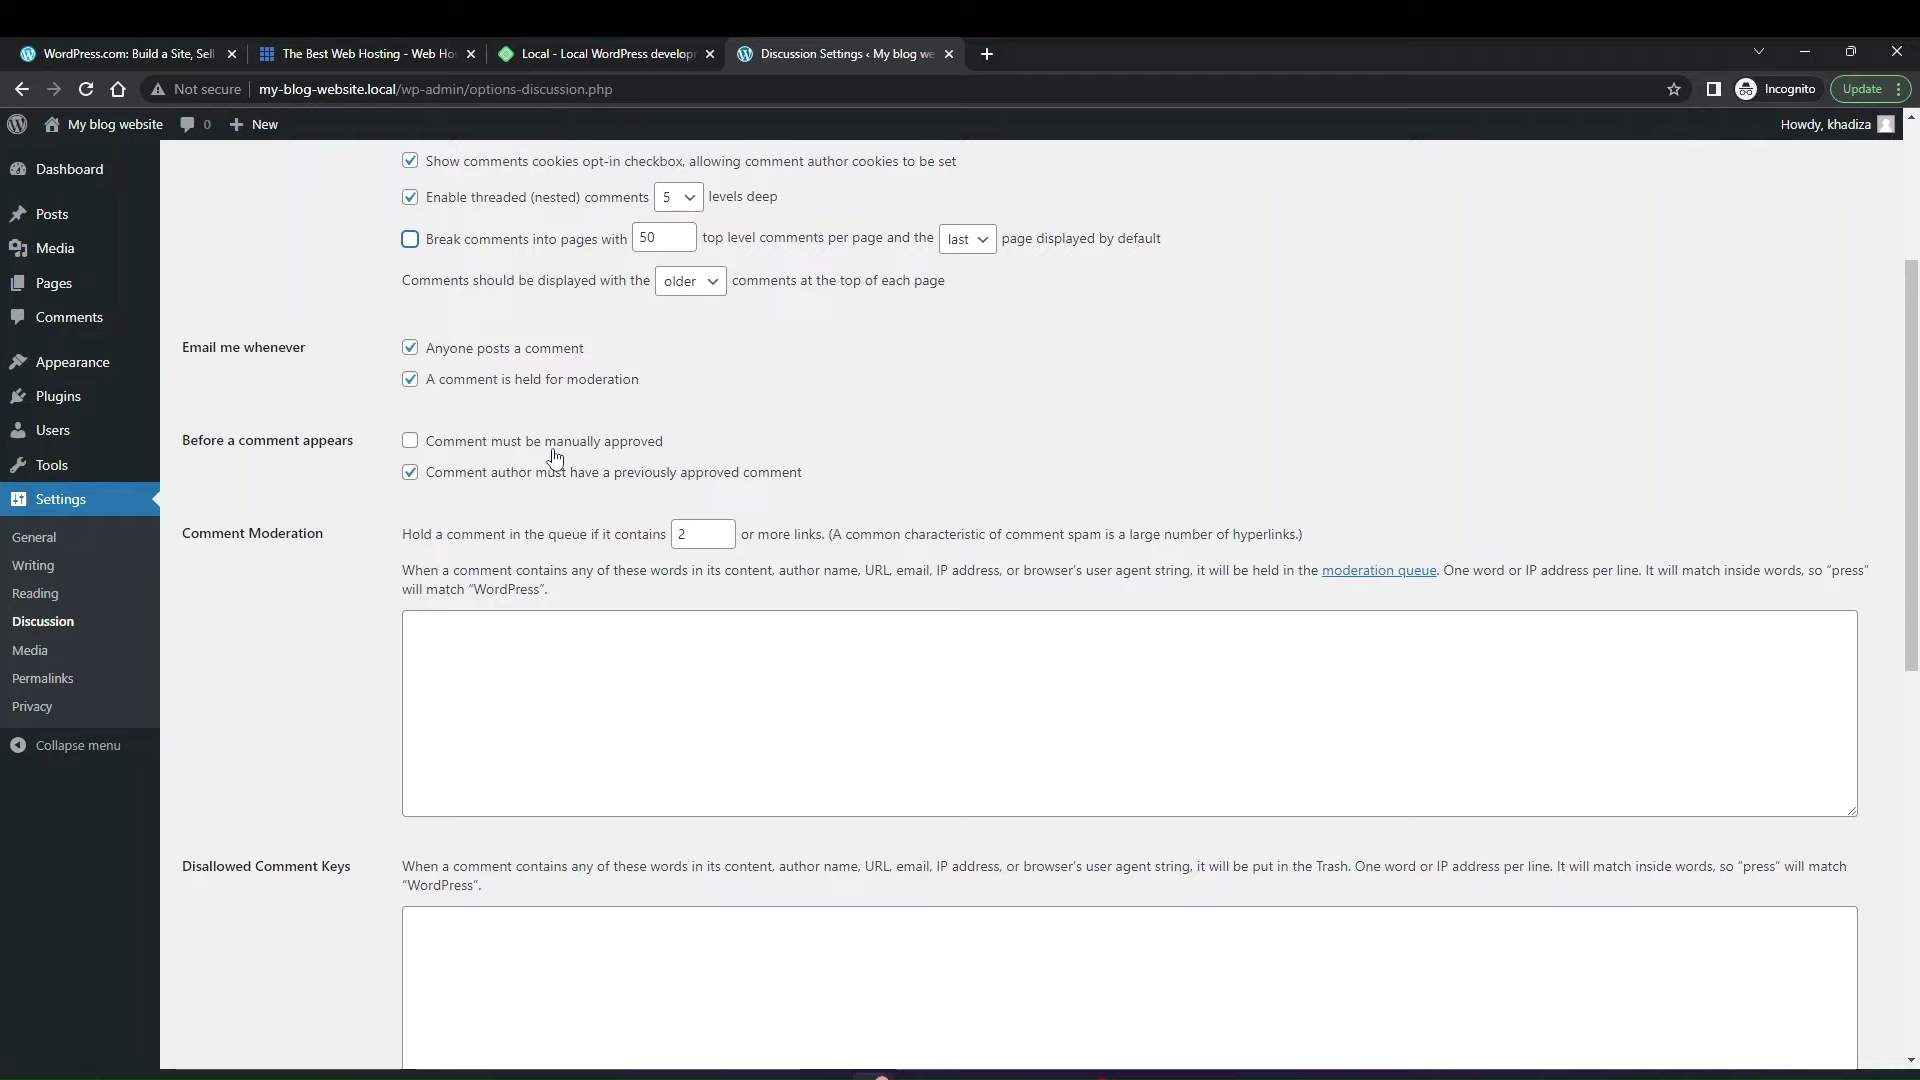 WordPress.com: Build a Site, Sell
The Best Web Hosting - Web Hos
Local - Local WordPress develop
Discussion Settings ‹ My blog we
Not secure my-blog-website.local/wp-admin/options-discussion.php
Incognito
Update
My blog website
0
New
Howdy, khadiza
Dashboard
Posts
Media
Pages
Comments
Appearance
Plugins
Users
Tools
Settings
General
Writing
Reading
Discussion
Media
Permalinks
Privacy
Collapse menu
Show comments cookies opt-in checkbox, allowing comment author cookies to be set
Enable threaded (nested) comments 5 levels deep
Break comments into pages with 50 top level comments per page and the last page displayed by default
Comments should be displayed with the older comments at the top of each page
Email me whenever
Anyone posts a comment
A comment is held for moderation
Before a comment appears
Comment must be manually approved
Comment author must have a previously approved comment
Comment Moderation
Hold a comment in the queue if it contains 2 or more links. (A common characteristic of comment spam is a large number of hyperlinks.)
When a comment contains any of these words in its content, author name, URL, email, IP address, or browser's user agent string, it will be held in the moderation queue. One word or IP address per line. It will match inside words, so “press”
will match “WordPress”.
Disallowed Comment Keys
When a comment contains any of these words in its content, author name, URL, email, IP address, or browser's user agent string, it will be put in the Trash. One word or IP address per line. It will match inside words, so “press” will match
“WordPress”.